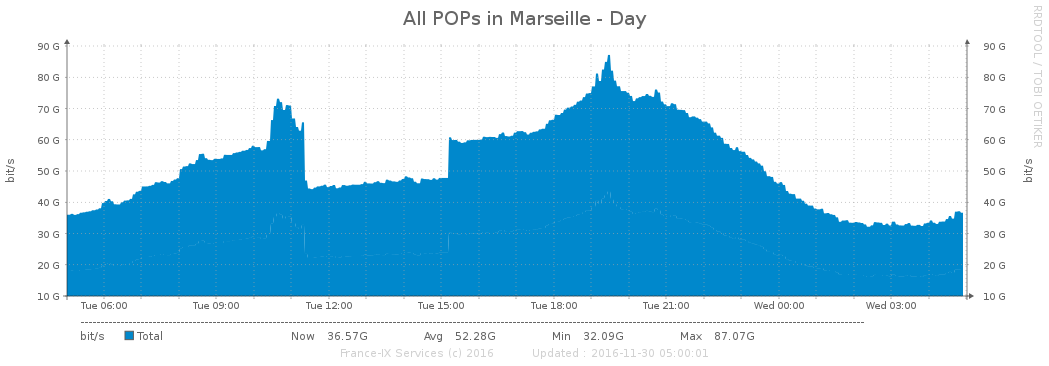 All POPs in Marseille - Day
RRDTOOL / TOBI OETIKER
bit/s
90 G 90 G
80 G 80 G
70 G 70 G
60 G 60 G
50 G 50 G
40 G 40 G
30 G 30 G
20 G 20 G
10 G 10 G
bit/s
Tue 06:00 Tue 09:00 Tue 12:00 Tue 15:00 Tue 18:00 Tue 21:00 Wed 00:00 Wed 03:00
bit/s Total Now 36.57G Avg 52.28G Min 32.09G Max 87.07G
France-IX Services (c) 2016 Updated : 2016-11-30 05:00:01